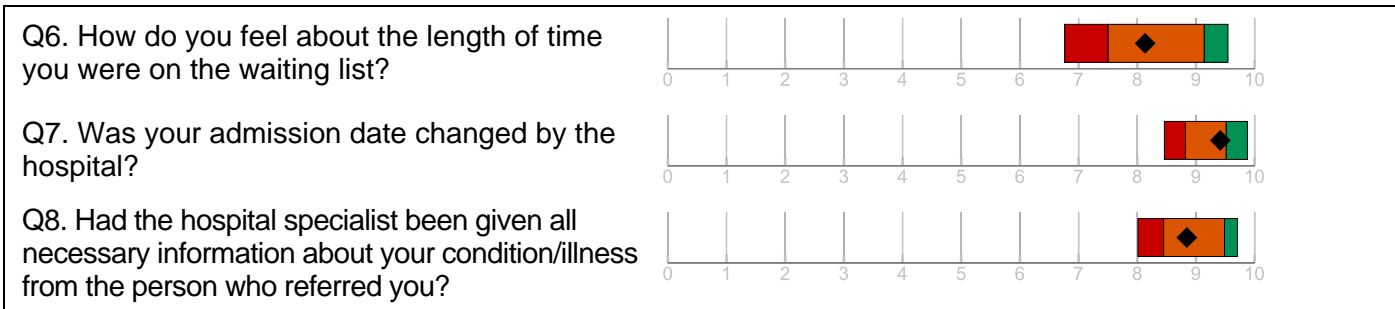 Q6. How do you feel about the length of time
you were on the waiting list?
0 1 2 3 4 5 6 7 8 9 10
Q7. Was your admission date changed by the
hospital?
0 1 2 3 4 5 6 7 8 9 10
Q8. Had the hospital specialist been given all
necessary information about your condition/illness
from the person who referred you?
0 1 2 3 4 5 6 7 8 9 10